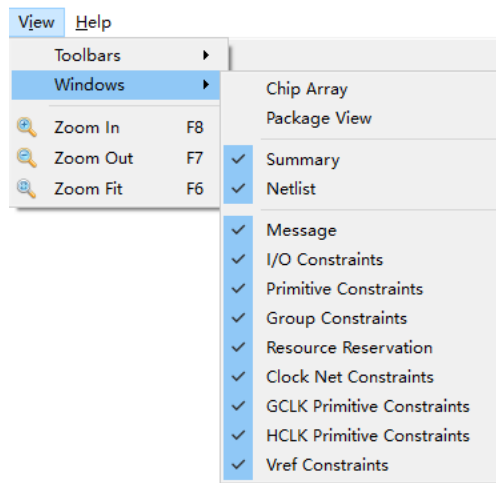 View Help
Toolbars
Windows
Zoom In F8
Zoom Out F7
Zoom Fit F6
Chip Array
Package View
Summary
Netlist
Message
I/O Constraints
Primitive Constraints
Group Constraints
Resource Reservation
Clock Net Constraints
GCLK Primitive Constraints
HCLK Primitive Constraints
Vref Constraints